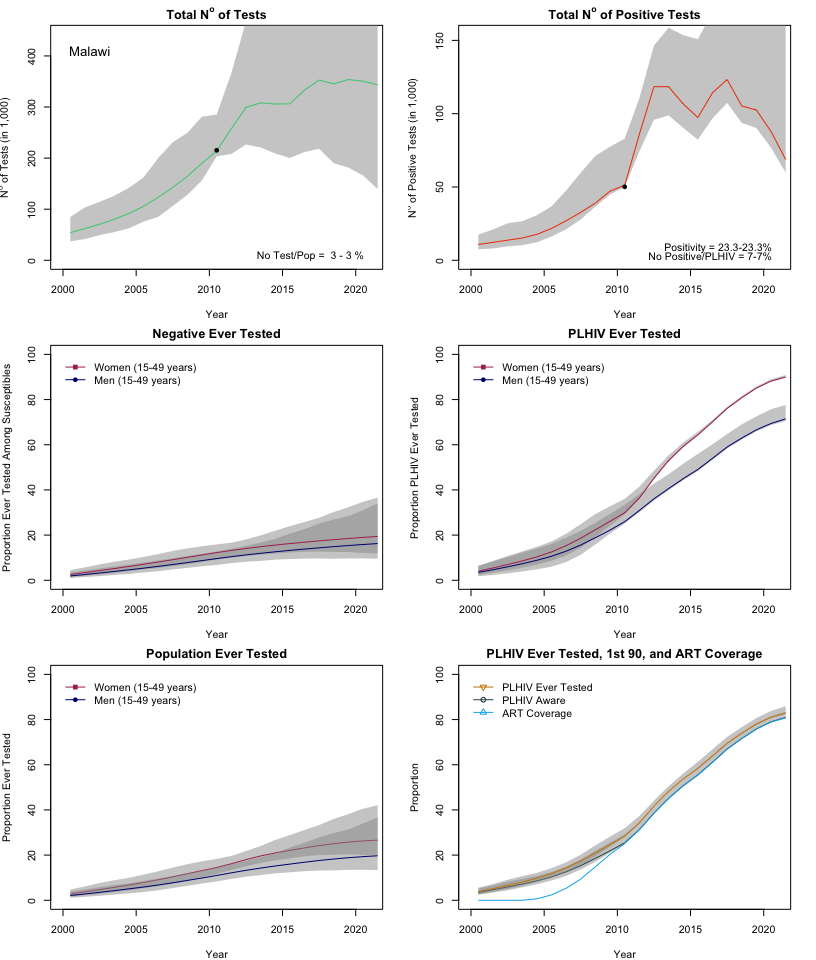 Total Nº of Tests
Nº of Tests (in 1,000)
400
300
200
100
0
Malawi
No Test/Pop = 3 - 3 %
2000 2005 2010 2015 2020
Year
Total Nº of Positive Tests
Nº of Positive Tests (in 1,000)
150
100
50
0
Positivity = 23.3-23.3%
No Positive/PLHIV = 7-7%
2000 2005 2010 2015 2020
Year
Negative Ever Tested
Proportion Ever Tested Among Susceptibles
100
80
60
40
20
0
Women (15-49 years)
Men (15-49 years)
2000 2005 2010 2015 2020
Year
PLHIV Ever Tested
Proportion PLHIV Ever Tested
100
80
60
40
20
0
Women (15-49 years)
Men (15-49 years)
2000 2005 2010 2015 2020
Year
Population Ever Tested
Proportion Ever Tested
100
80
60
40
20
0
Women (15-49 years)
Men (15-49 years)
2000 2005 2010 2015 2020
Year
PLHIV Ever Tested, 1st 90, and ART Coverage
Proportion
100
80
60
40
20
0
PLHIV Ever Tested
PLHIV Aware
ART Coverage
2000 2005 2010 2015 2020
Year